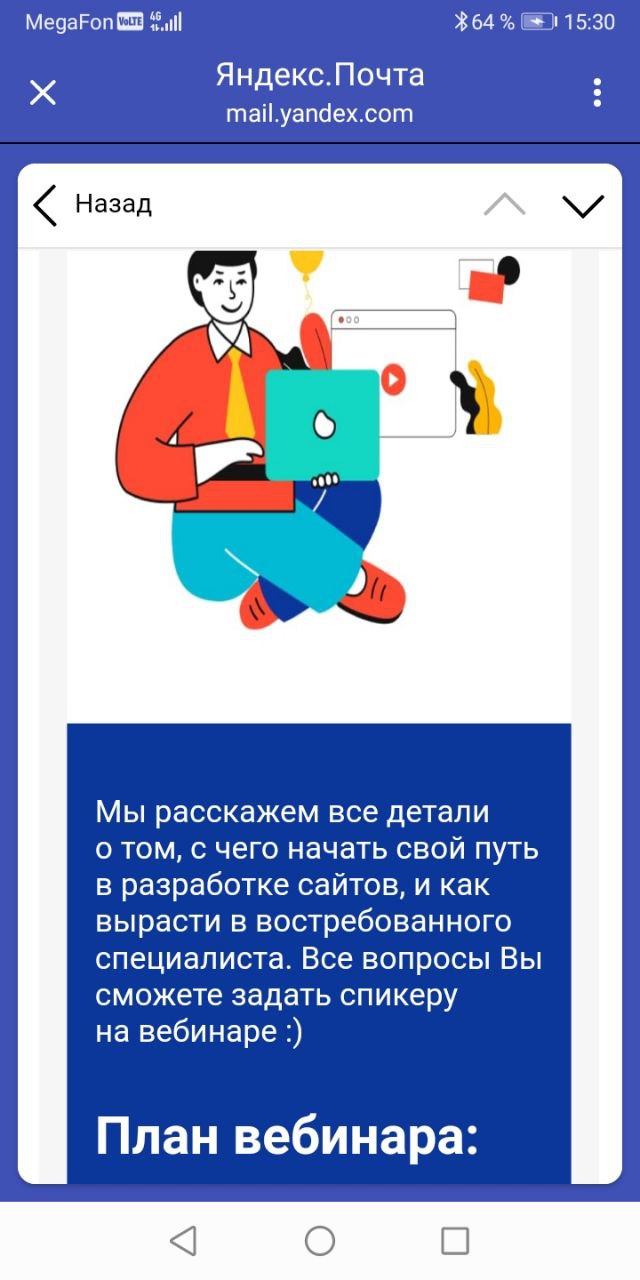 MegaFon VoLTE 4G 64 % 15:30
Яндекс.Почта
mail.yandex.com
Назад
Мы расскажем все детали
о том, с чего начать свой путь
в разработке сайтов, и как
вырасти в востребованного
специалиста. Все вопросы Вы
сможете задать спикеру
на вебинаре :)
План вебинара: